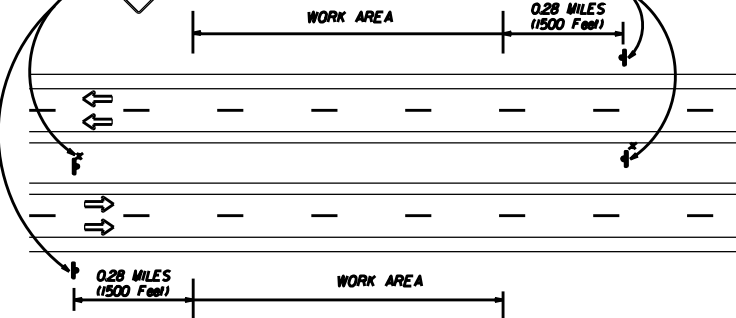 WORK AREA
0.28 MILES
(1500 Feet)
x
x
0.28 MILES
(1500 Feet)
WORK AREA